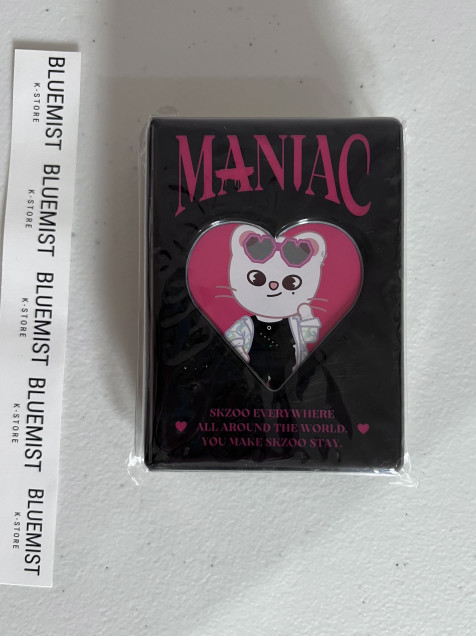 BLUEMIST
K-STORE
BLUEMIST
K-STORE
BLUEMIST
K-STORE
BLUEMIST
K-STORE
BLUEMIST
K-STORE
MANIAC
SKZOO EVERYWHERE
ALL AROUND THE WORLD.
YOU MAKE SKZOO STAY.